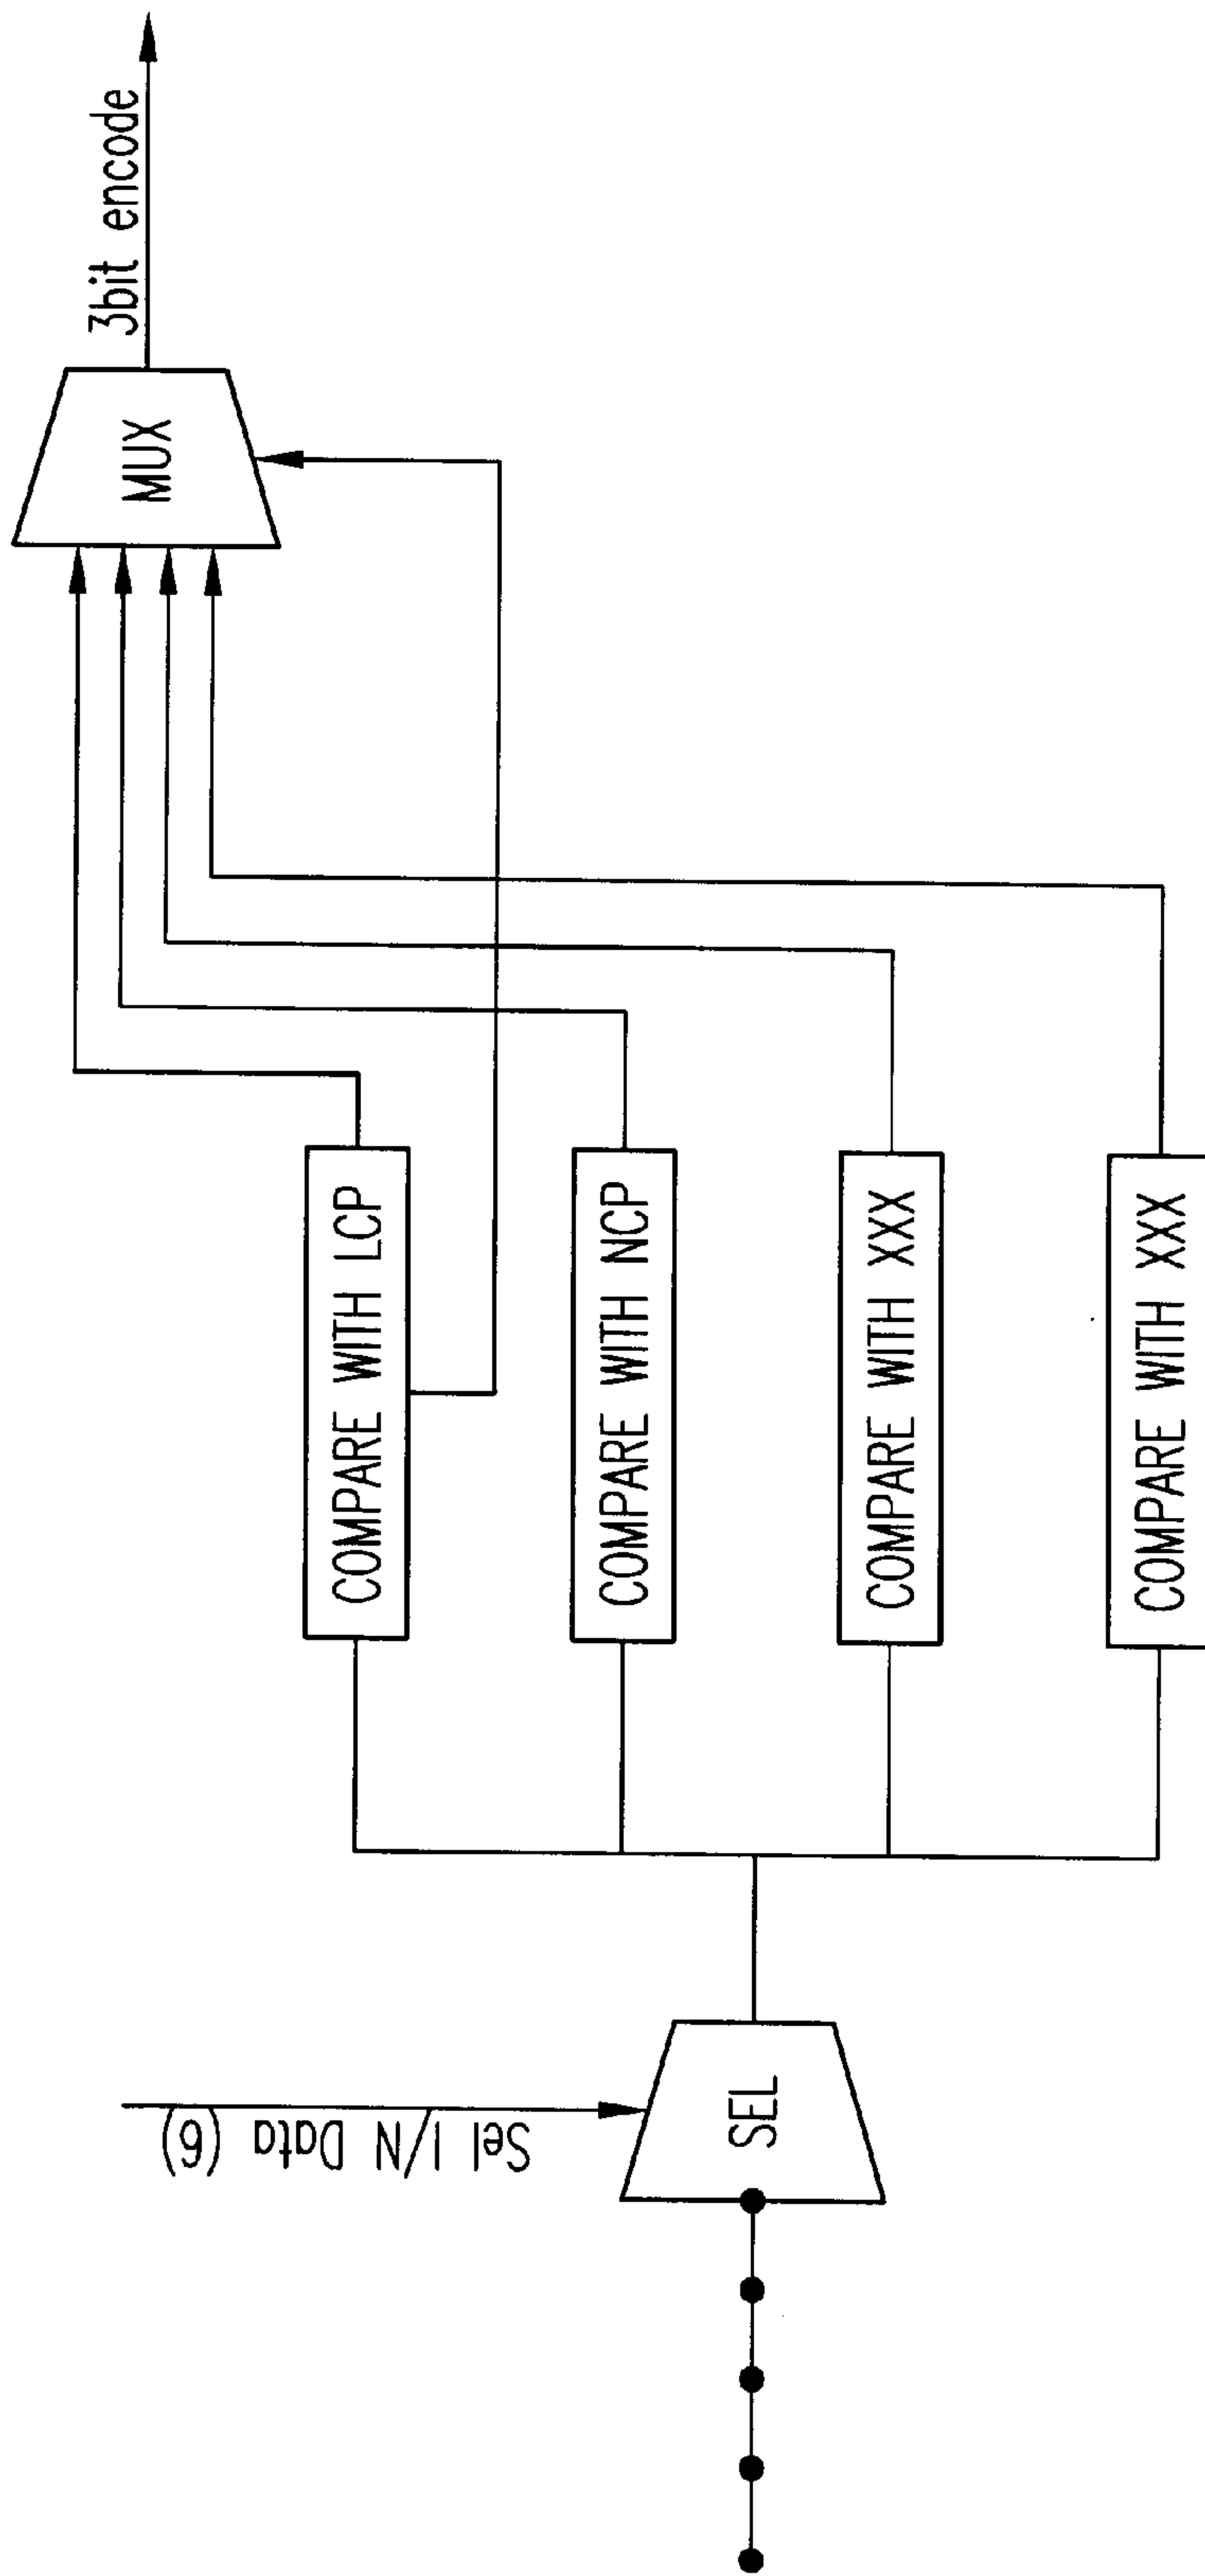 3bit encode
MUX
COMPARE WITH LCP
COMPARE WITH NCP
COMPARE WITH XXX
COMPARE WITH XXX
Sel I/N Data (6)
SEL